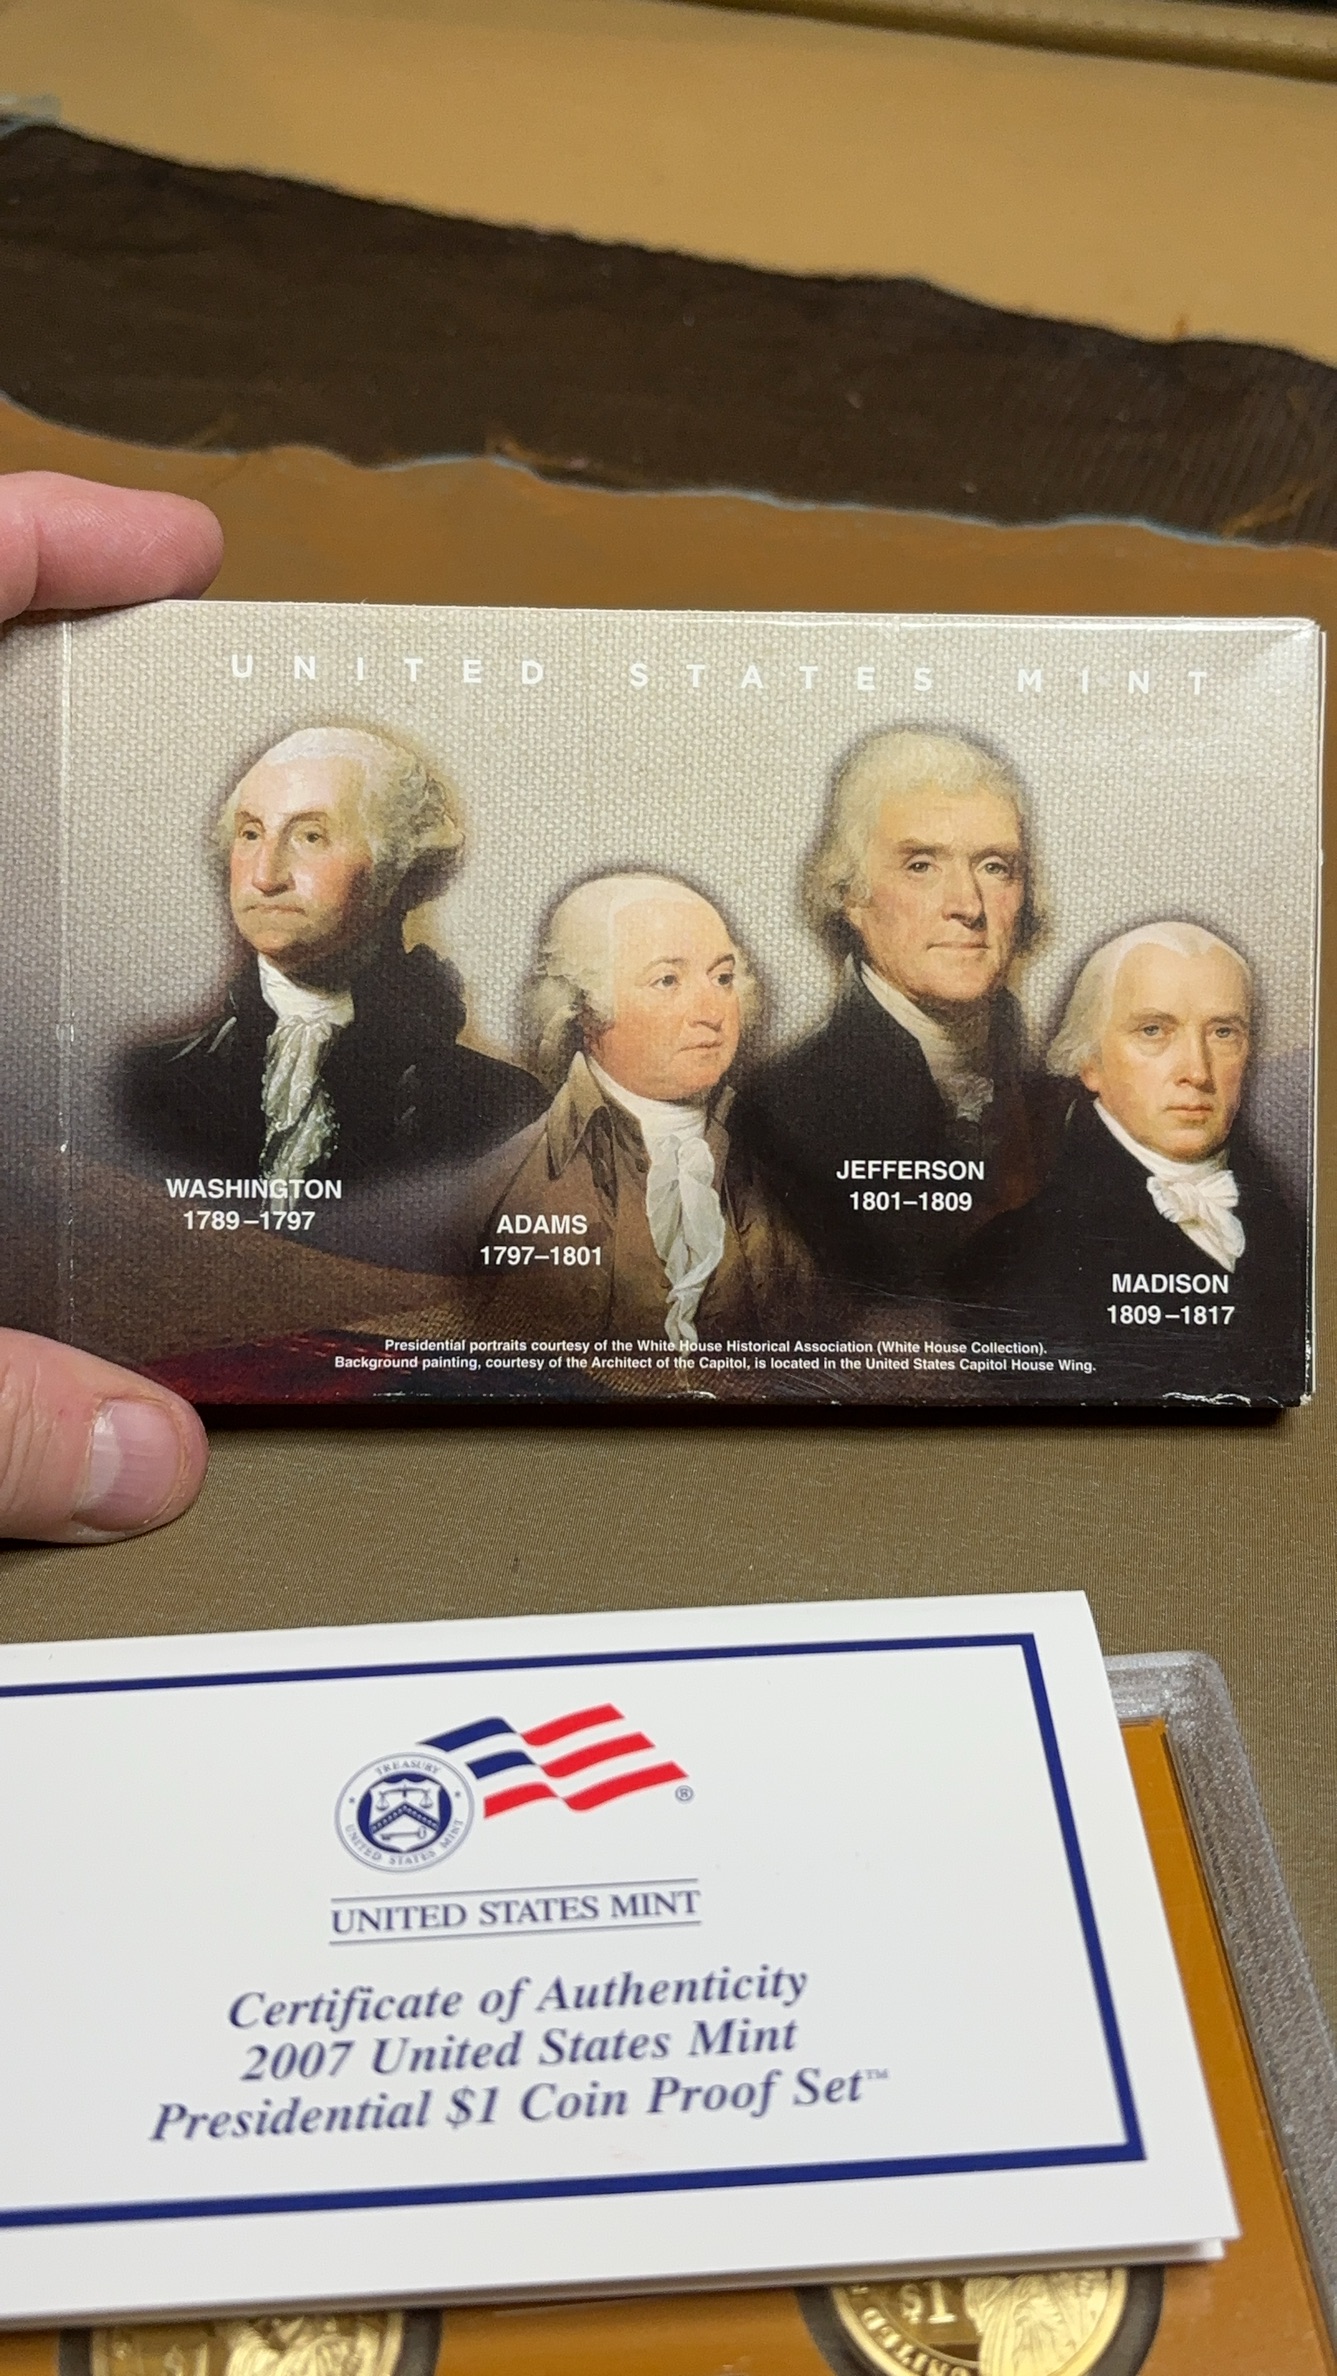 UNITED STATES MINT
WASHINGTON
1789–1797
ADAMS
1797–1801
JEFFERSON
1801–1809
MADISON
1809–1817
Presidential portraits courtesy of the White House Historical Association (White House Collection).
Background painting, courtesy of the Architect of the Capitol, is located in the United States Capitol House Wing.
TREASURY
UNITED STATES MINT
®
UNITED STATES MINT
Certificate of Authenticity
2007 United States Mint
Presidential $1 Coin Proof Set™
$1
UNITED